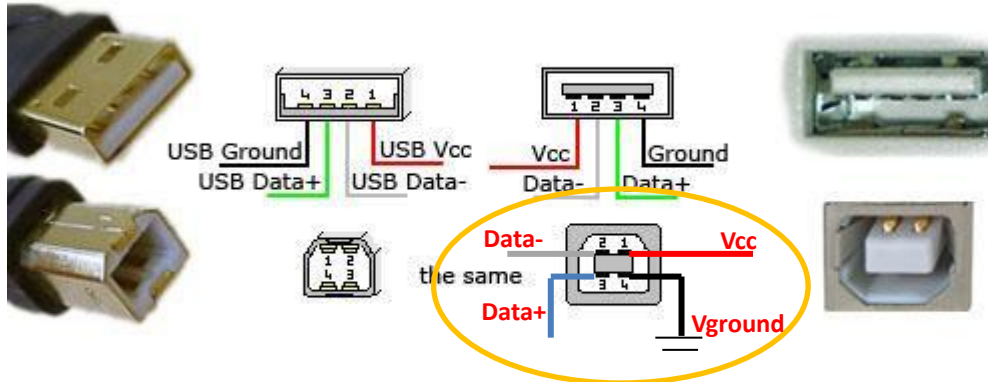 4 3 2 1
1 2 3 4
USB Ground
USB Vcc
Vcc
Ground
USB Data+
USB Data-
Data-
Data+
Data-
2 1
Vcc
1 2
4 3
the same
3 4
Data+
Vground